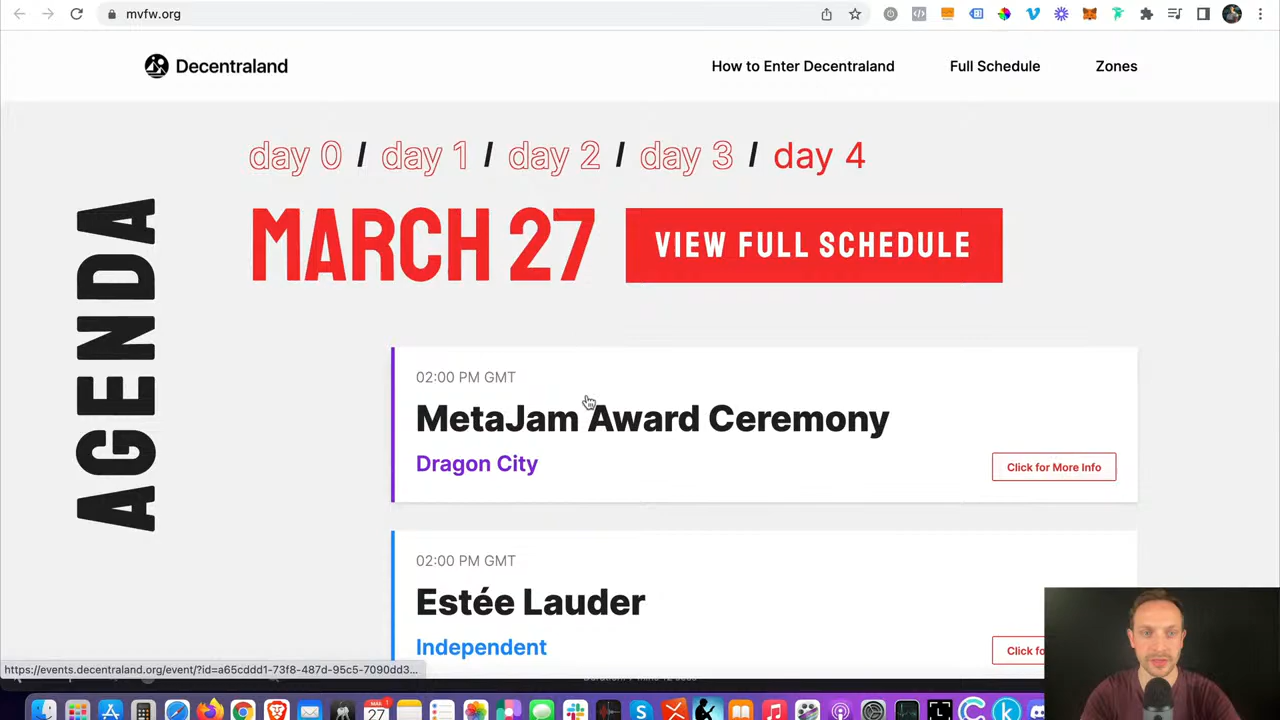 mvfw.org
Decentraland
How to Enter Decentraland
Full Schedule
Zones
day 0 / day 1 / day 2 / day 3 / day 4
AGENDA
MARCH 27
VIEW FULL SCHEDULE
02:00 PM GMT
MetaJam Award Ceremony
Dragon City
Click for More Info
02:00 PM GMT
Estée Lauder
Independent
Click fo
https://events.decentraland.org/event/?id=a65cddd1-73f8-487d-95c5-7090dd3...
27